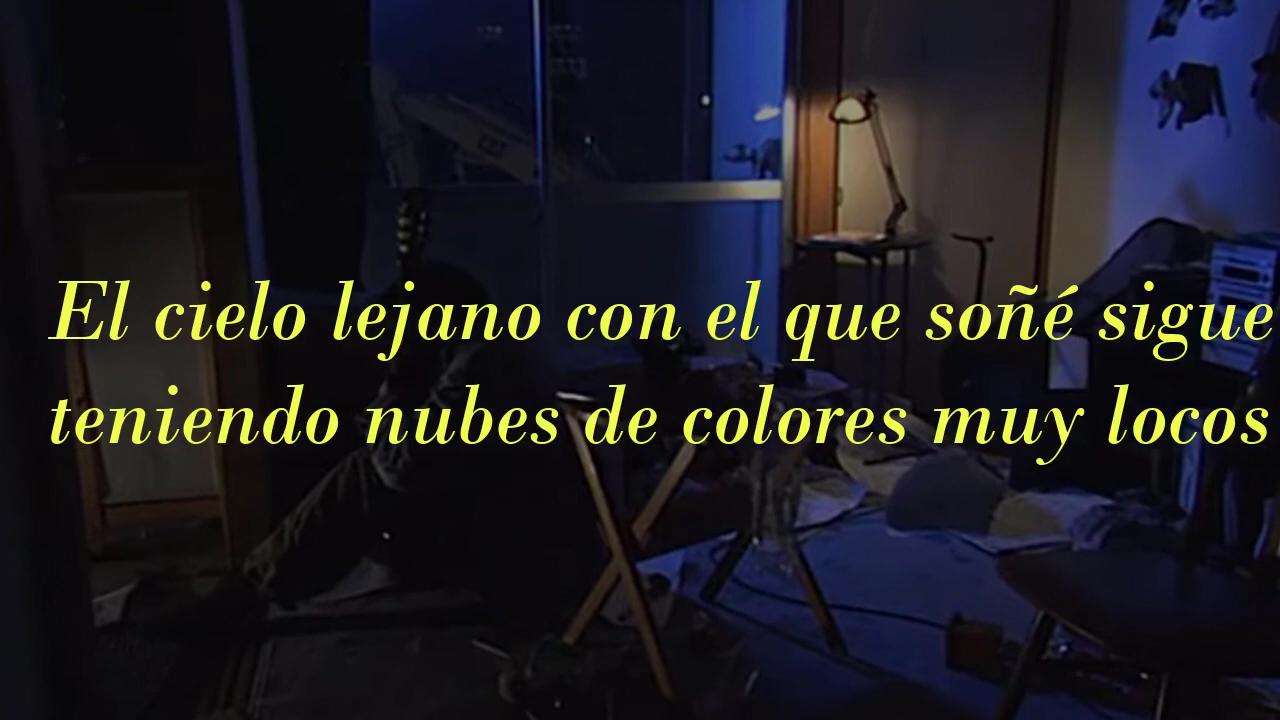 El cielo lejano con el que soñé sigue
teniendo nubes de colores muy locos